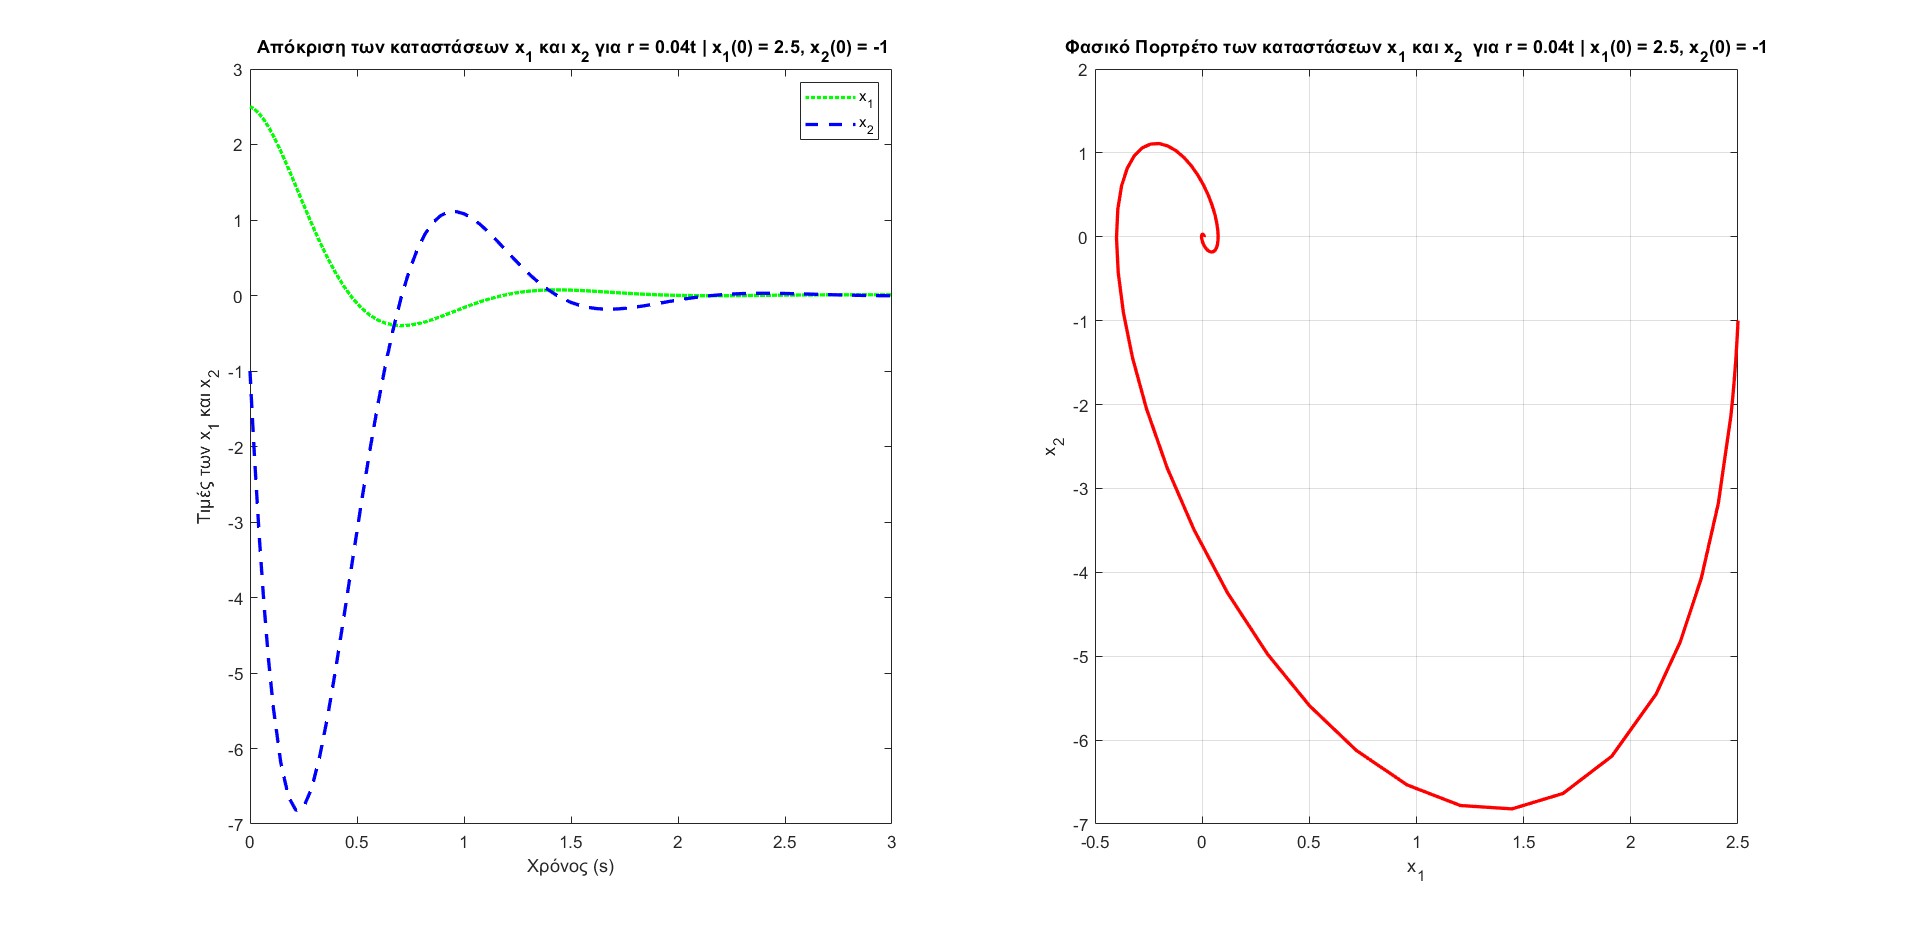 Απόκριση των καταστάσεων x₁ και x₂ για r = 0.04t | x₁(0) = 2.5, x₂(0) = -1
3
2
1
0
-1
-2
-3
-4
-5
-6
-7
Τιμές των x₁ και x₂
x₁
x₂
0 0.5 1 1.5 2 2.5 3
Χρόνος (s)
Φασικό Πορτρέτο των καταστάσεων x₁ και x₂ για r = 0.04t | x₁(0) = 2.5, x₂(0) = -1
2
1
0
-1
-2
-3
-4
-5
-6
-7
x₂
-0.5 0 0.5 1 1.5 2 2.5
x₁